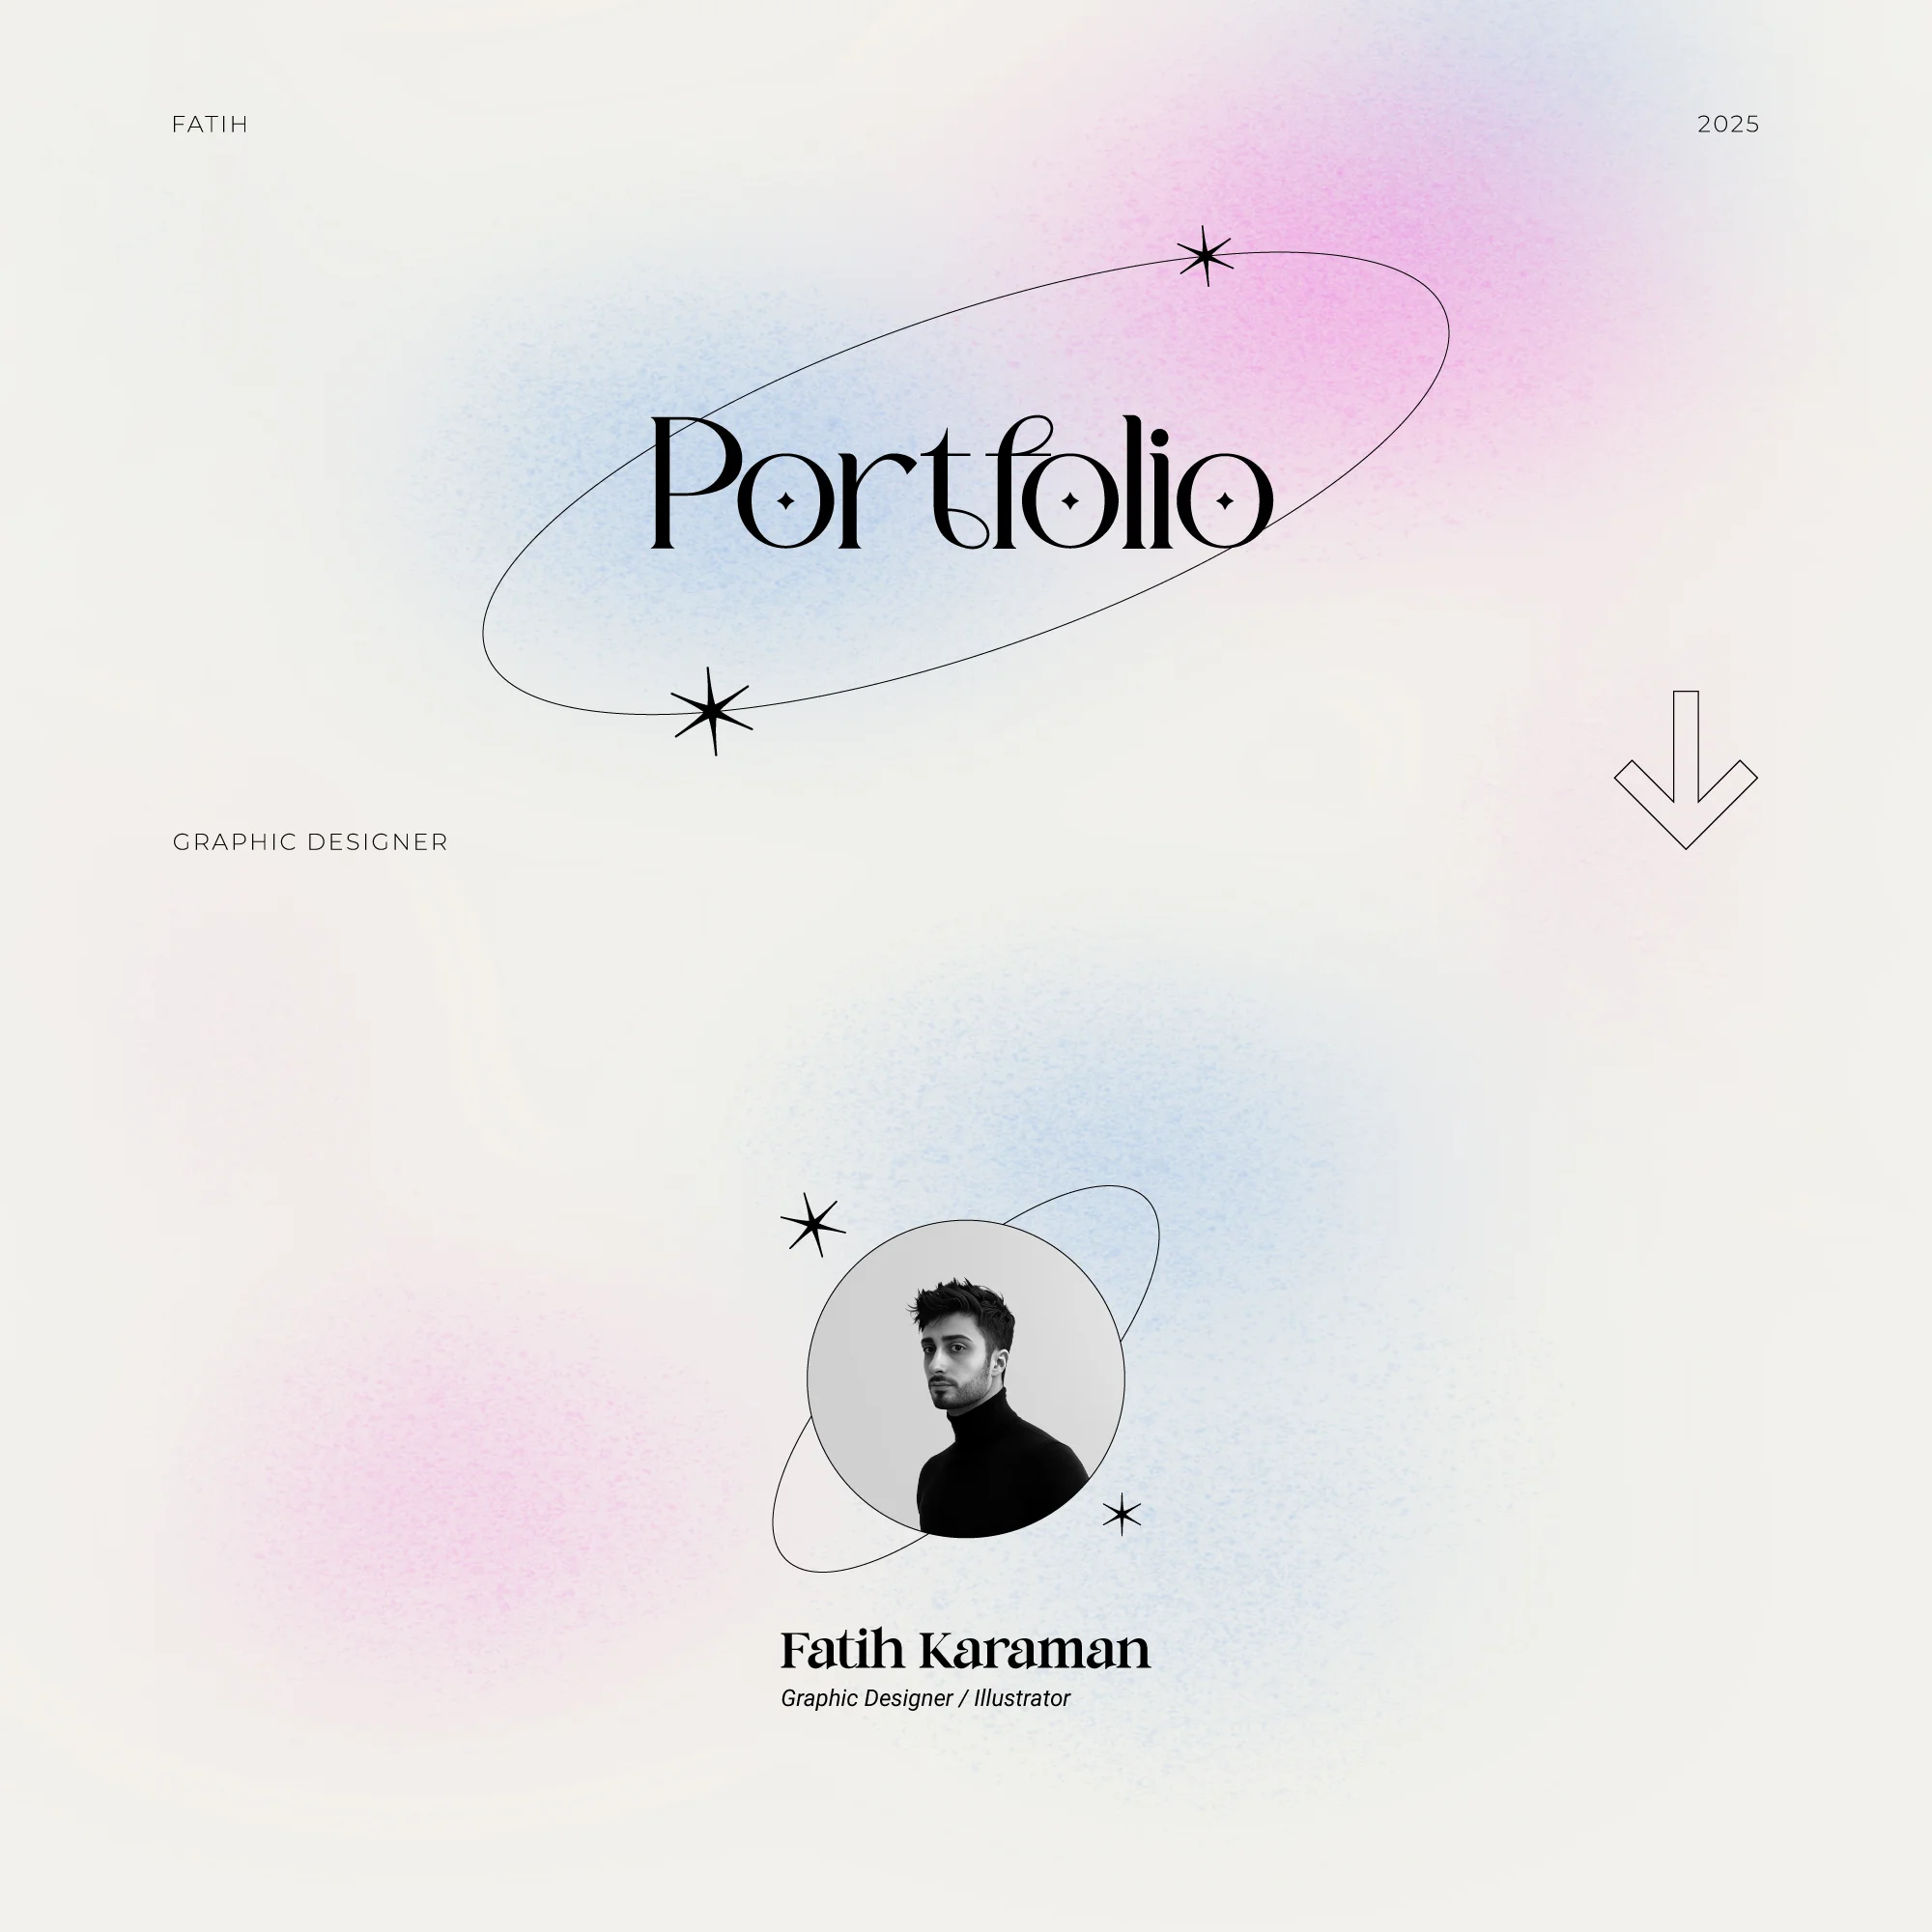 FATIH
2025
Portfolio
GRAPHIC DESIGNER
Fatih Karaman
Graphic Designer / Illustrator